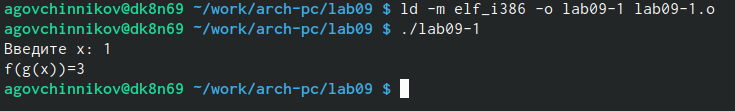 agovchinnikov@dk8n69 ~/work/arch-pc/lab09 $ ld -m elf_i386 -o lab09-1 lab09-1.o
agovchinnikov@dk8n69 ~/work/arch-pc/lab09 $ ./lab09-1
Введите x: 1
f(g(x))=3
agovchinnikov@dk8n69 ~/work/arch-pc/lab09 $